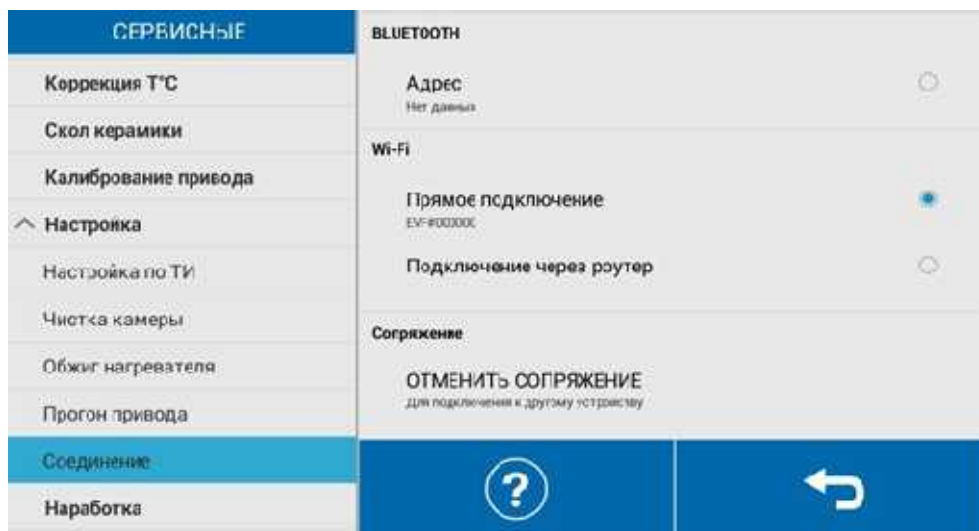 СЕРВИСНЫЕ
Коррекция T°C
Скол керамики
Калибрование привода
Настройка
Настройка по ТИ
Чистка камеры
Обжиг нагревателя
Прогон привода
Соединение
Наработка
BLUETOOTH
Адрес
Нет данных
Wi-Fi
Прямое подключение
Подключение через роутер
Сопряжение
ОТМЕНИТЬ СОПРЯЖЕНИЕ
Для подключения к другому устройству
?